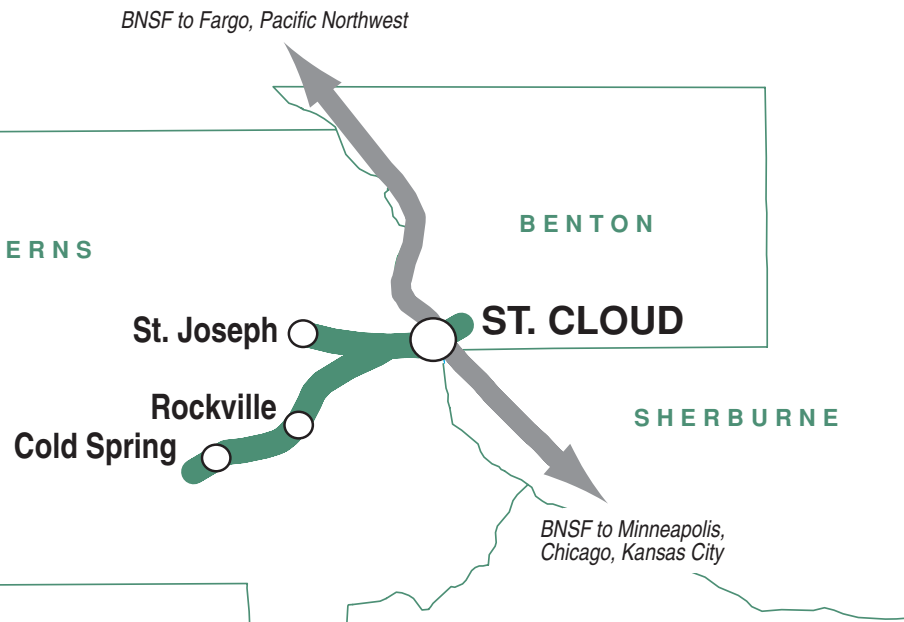 BNSF to Fargo, Pacific Northwest
BENTON
ERNS
ST. CLOUD
St. Joseph
Rockville
SHERBURNE
Cold Spring
BNSF to Minneapolis,
Chicago, Kansas City